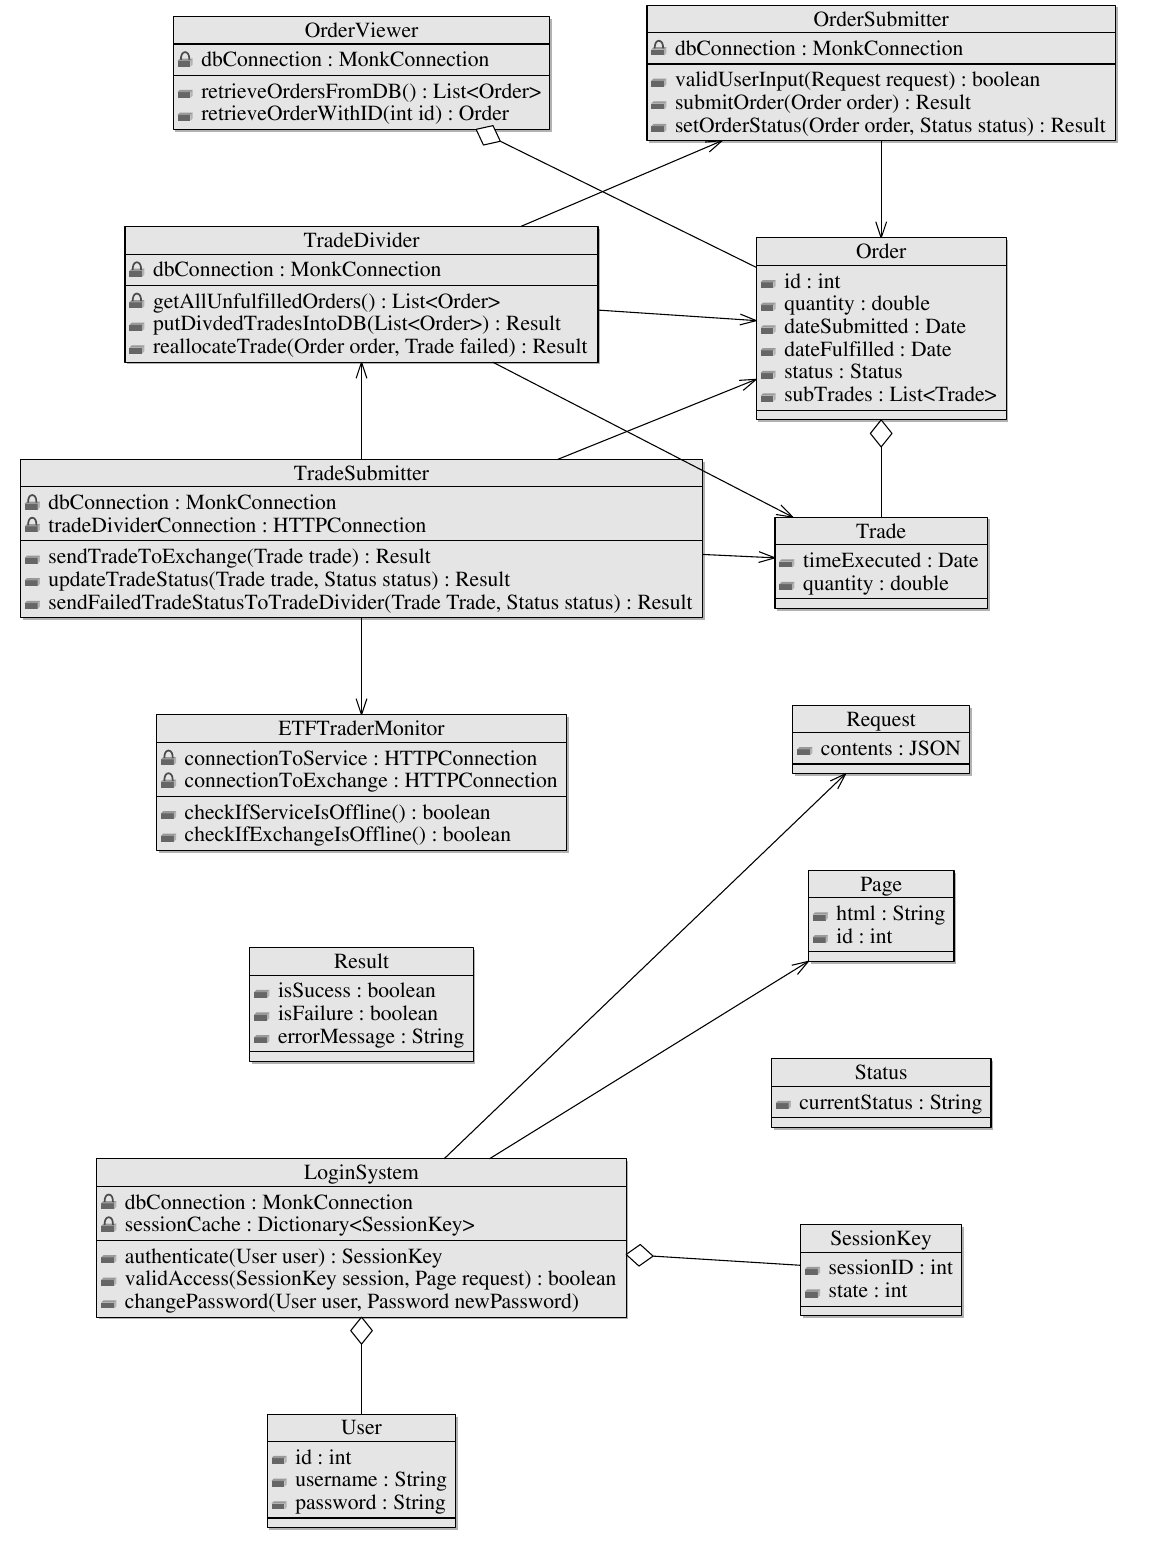 OrderViewer
dbConnection : MonkConnection
retrieveOrdersFromDB() : List<Order>
retrieveOrderWithID(int id) : Order
OrderSubmitter
dbConnection : MonkConnection
validUserInput(Request request) : boolean
submitOrder(Order order) : Result
setOrderStatus(Order order, Status status) : Result
TradeDivider
dbConnection : MonkConnection
getAllUnfulfilledOrders() : List<Order>
putDivdedTradesIntoDB(List<Order>) : Result
reallocateTrade(Order order, Trade failed) : Result
Order
id : int
quantity : double
dateSubmitted : Date
dateFulfilled : Date
status : Status
subTrades : List<Trade>
TradeSubmitter
dbConnection : MonkConnection
tradeDividerConnection : HTTPConnection
sendTradeToExchange(Trade trade) : Result
updateTradeStatus(Trade trade, Status status) : Result
sendFailedTradeStatusToTradeDivider(Trade Trade, Status status) : Result
Trade
timeExecuted : Date
quantity : double
ETFTraderMonitor
connectionToService : HTTPConnection
connectionToExchange : HTTPConnection
checkIfServiceIsOffline() : boolean
checkIfExchangeIsOffline() : boolean
Request
contents : JSON
Page
html : String
id : int
Result
isSucess : boolean
isFailure : boolean
errorMessage : String
Status
currentStatus : String
LoginSystem
dbConnection : MonkConnection
sessionCache : Dictionary<SessionKey>
authenticate(User user) : SessionKey
validAccess(SessionKey session, Page request) : boolean
changePassword(User user, Password newPassword)
SessionKey
sessionID : int
state : int
User
id : int
username : String
password : String